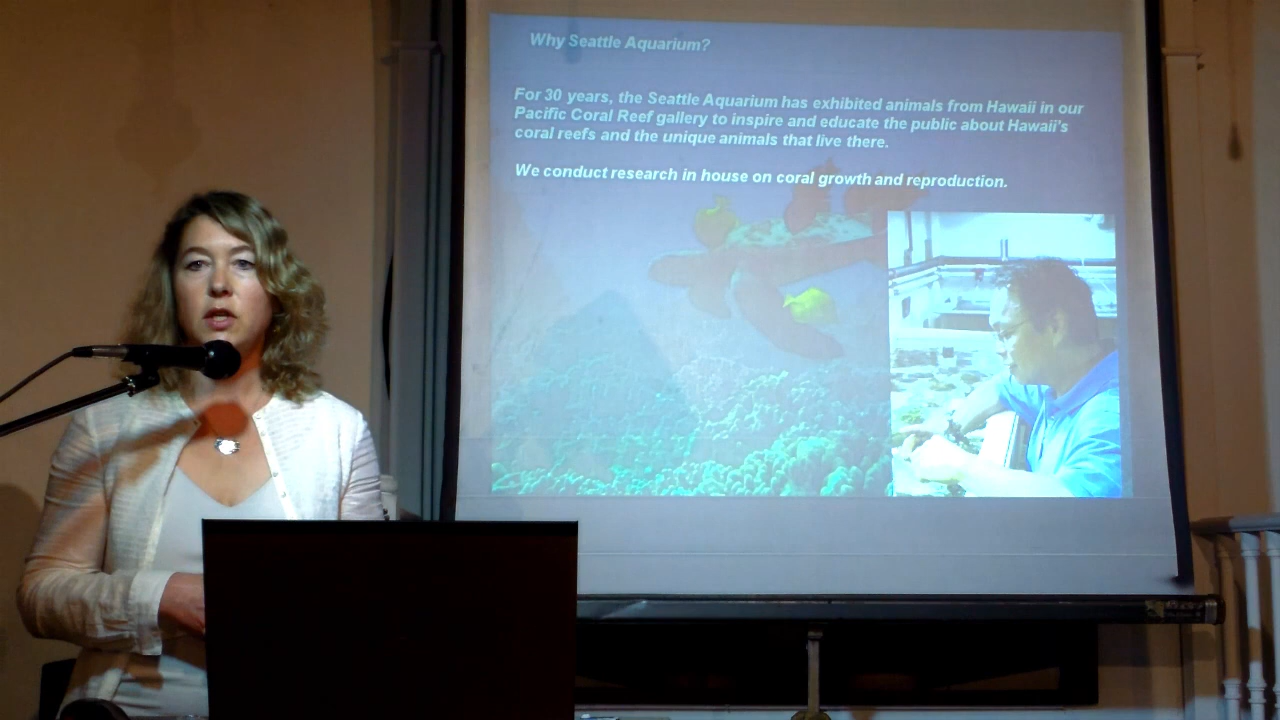 Why Seattle Aquarium?
For 30 years, the Seattle Aquarium has exhibited animals from Hawaii in our
Pacific Coral Reef gallery to inspire and educate the public about Hawaii's
coral reefs and the unique animals that live there.
We conduct research in house on coral growth and reproduction.